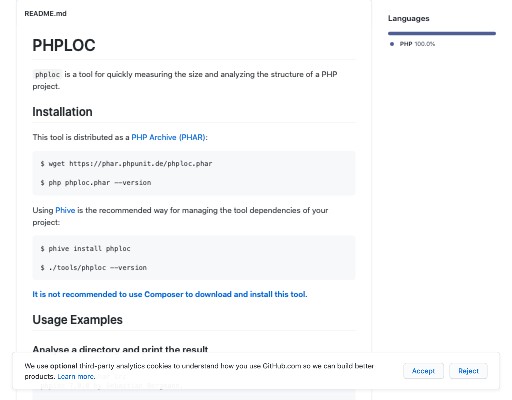 README.md
Languages
PHP 100.0%
PHPLOC
phploc is a tool for quickly measuring the size and analyzing the structure of a PHP
project.
Installation
This tool is distributed as a PHP Archive (PHAR):
$ wget https://phar.phpunit.de/phploc.phar
$ php phploc.phar --version
Using Phive is the recommended way for managing the tool dependencies of your
project:
$ phive install phploc
$ ./tools/phploc --version
It is not recommended to use Composer to download and install this tool.
Usage Examples
Analyse a directory and print the result
We use optional third-party analytics cookies to understand how you use GitHub.com so we can build better
products. Learn more.
Accept
Reject